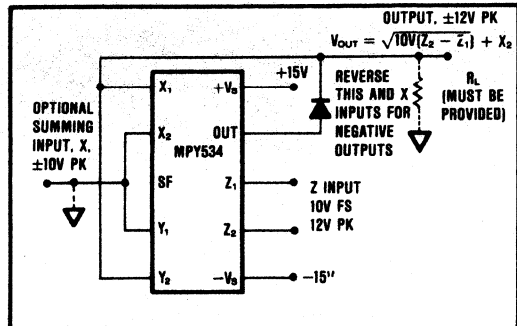 OUTPUT, ±12V PK
V_OUT = √10V(Z₂ − Z₁) + X₂
+15V
REVERSE
THIS AND X
INPUTS FOR
NEGATIVE
OUTPUTS
R_L
(MUST BE
PROVIDED)
OPTIONAL
SUMMING
INPUT, X,
±10V PK
X₁
+V_S
X₂
OUT
MPY534
SF
Z₁
Y₁
Z₂
Y₂
−V_S
Z INPUT
10V FS
12V PK
−15"